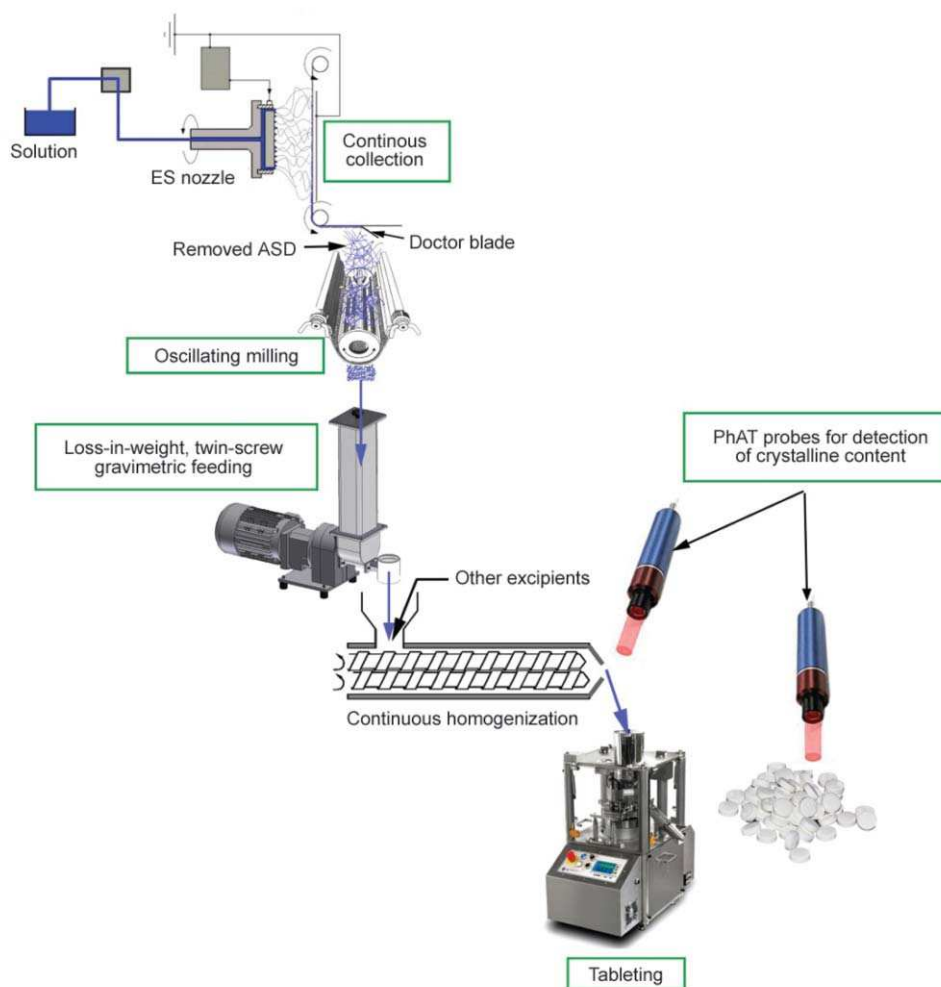 Solution
ES nozzle
Continous
collection
Removed ASD
Doctor blade
Oscillating milling
Loss-in-weight, twin-screw
gravimetric feeding
PhAT probes for detection
of crystalline content
Other excipients
Continuous homogenization
Tableting